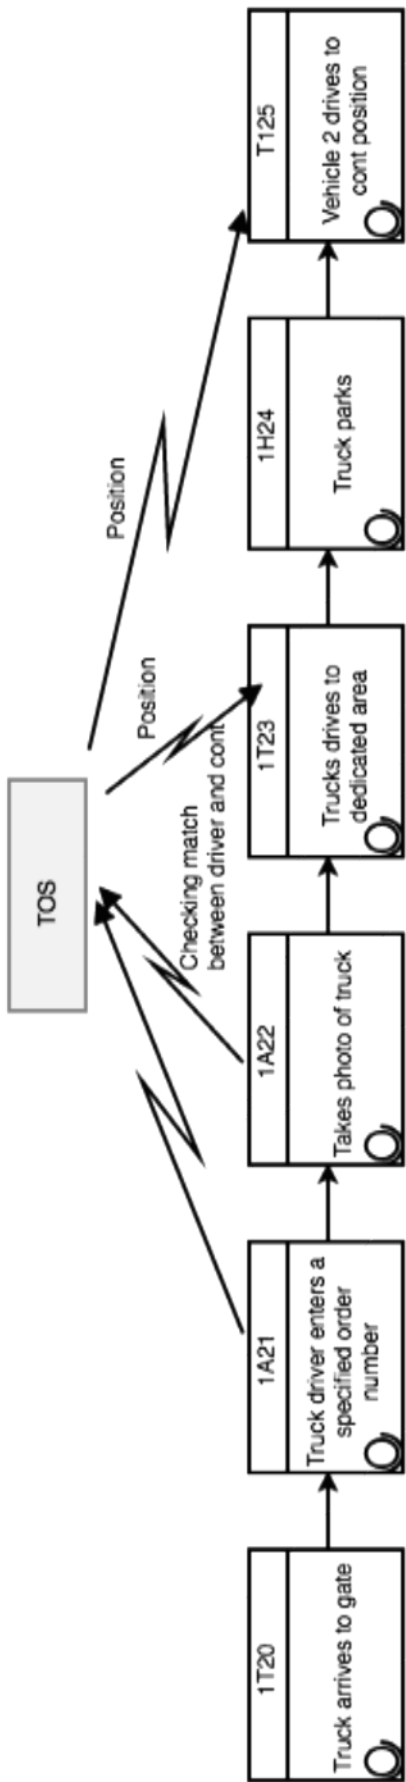 TOS
Position
Position
Checking match
between driver and cont
1T20
Truck arrives to gate
1A21
Truck driver enters a
specified order
number
1A22
Takes photo of truck
1T23
Trucks drives to
dedicated area
1H24
Truck parks
T125
Vehicle 2 drives to
cont position